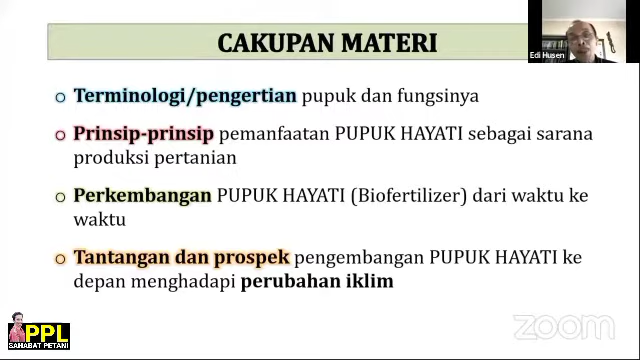 CAKUPAN MATERI
Edi Husen
Terminologi/pengertian pupuk dan fungsinya
Prinsip-prinsip pemanfaatan PUPUK HAYATI sebagai sarana
produksi pertanian
Perkembangan PUPUK HAYATI (Biofertilizer) dari waktu ke
waktu
Tantangan dan prospek pengembangan PUPUK HAYATI ke
depan menghadapi perubahan iklim
PPL
SAHABAT PETANI
zoom